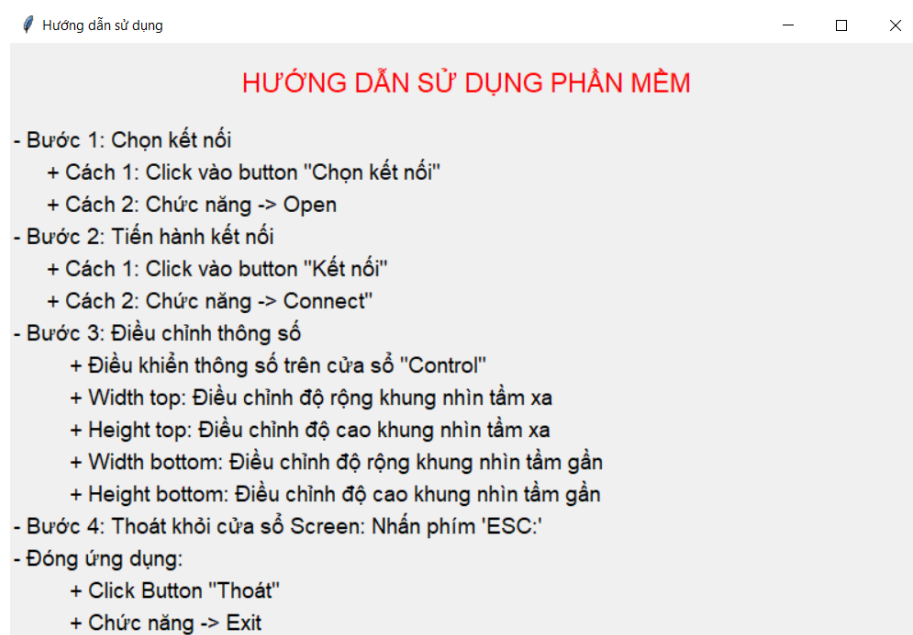 Hướng dẫn sử dụng
HƯỚNG DẪN SỬ DỤNG PHẦN MỀM
- Bước 1: Chọn kết nối
+ Cách 1: Click vào button "Chọn kết nối"
+ Cách 2: Chức năng -> Open
- Bước 2: Tiến hành kết nối
+ Cách 1: Click vào button "Kết nối"
+ Cách 2: Chức năng -> Connect"
- Bước 3: Điều chỉnh thông số
+ Điều khiển thông số trên cửa sổ "Control"
+ Width top: Điều chỉnh độ rộng khung nhìn tầm xa
+ Height top: Điều chỉnh độ cao khung nhìn tầm xa
+ Width bottom: Điều chỉnh độ rộng khung nhìn tầm gần
+ Height bottom: Điều chỉnh độ cao khung nhìn tầm gần
- Bước 4: Thoát khỏi cửa sổ Screen: Nhấn phím 'ESC:'
- Đóng ứng dụng:
+ Click Button "Thoát"
+ Chức năng -> Exit